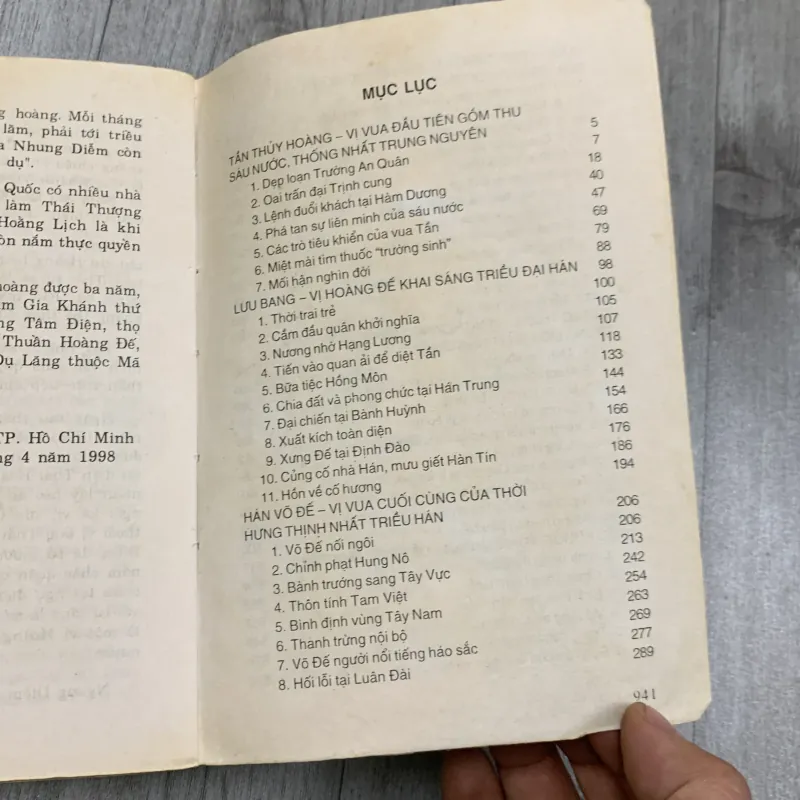 g hoàng. Mỗi tháng
lãm, phải tới triều
a Nhung Diễm còn
dụ".
Quốc có nhiều nhà
làm Thái Thượng
Hoằng Lịch là khi
òn nắm thực quyền
hoàng được ba năm,
m Gia Khánh thứ
ng Tâm Điện, thọ
Thuần Hoàng Đế,
Dụ Lăng thuộc Mã
TP. Hồ Chí Minh
ng 4 năm 1998
MỤC LỤC
TẦN THỦY HOÀNG – VỊ VUA ĐẦU TIÊN GỒM THU
SÁU NƯỚC, THỐNG NHẤT TRUNG NGUYÊN 5
1. Dẹp loạn Trường An Quân 7
2. Oai trấn đại Trịnh cung 18
3. Lệnh đuổi khách tại Hàm Dương 40
4. Phá tan sự liên minh của sáu nước 47
5. Các trò tiêu khiển của vua Tần 69
6. Miệt mài tìm thuốc "trường sinh" 79
7. Mối hận nghìn đời 88
LƯU BANG – VỊ HOÀNG ĐẾ KHAI SÁNG TRIỀU ĐẠI HÁN 98
1. Thời trai trẻ 100
2. Cầm đầu quân khởi nghĩa 105
3. Nương nhờ Hạng Lương 107
4. Tiến vào quan ải để diệt Tần 118
5. Bữa tiệc Hồng Môn 133
6. Chia đất và phong chức tại Hán Trung 144
7. Đại chiến tại Bành Huỳnh 154
8. Xuất kích toàn diện 166
9. Xưng Đế tại Định Đào 176
10. Củng cố nhà Hán, mưu giết Hàn Tín 186
11. Hồn về cố hương 194
HÁN VÕ ĐẾ – VỊ VUA CUỐI CÙNG CỦA THỜI
HƯNG THỊNH NHẤT TRIỀU HÁN 206
1. Võ Đế nối ngôi 206
2. Chinh phạt Hung Nô 213
3. Bành trướng sang Tây Vực 242
4. Thôn tính Tam Việt 254
5. Bình định vùng Tây Nam 263
6. Thanh trừng nội bộ 269
7. Võ Đế người nổi tiếng háo sắc 277
8. Hối lỗi tại Luân Đài 289
941